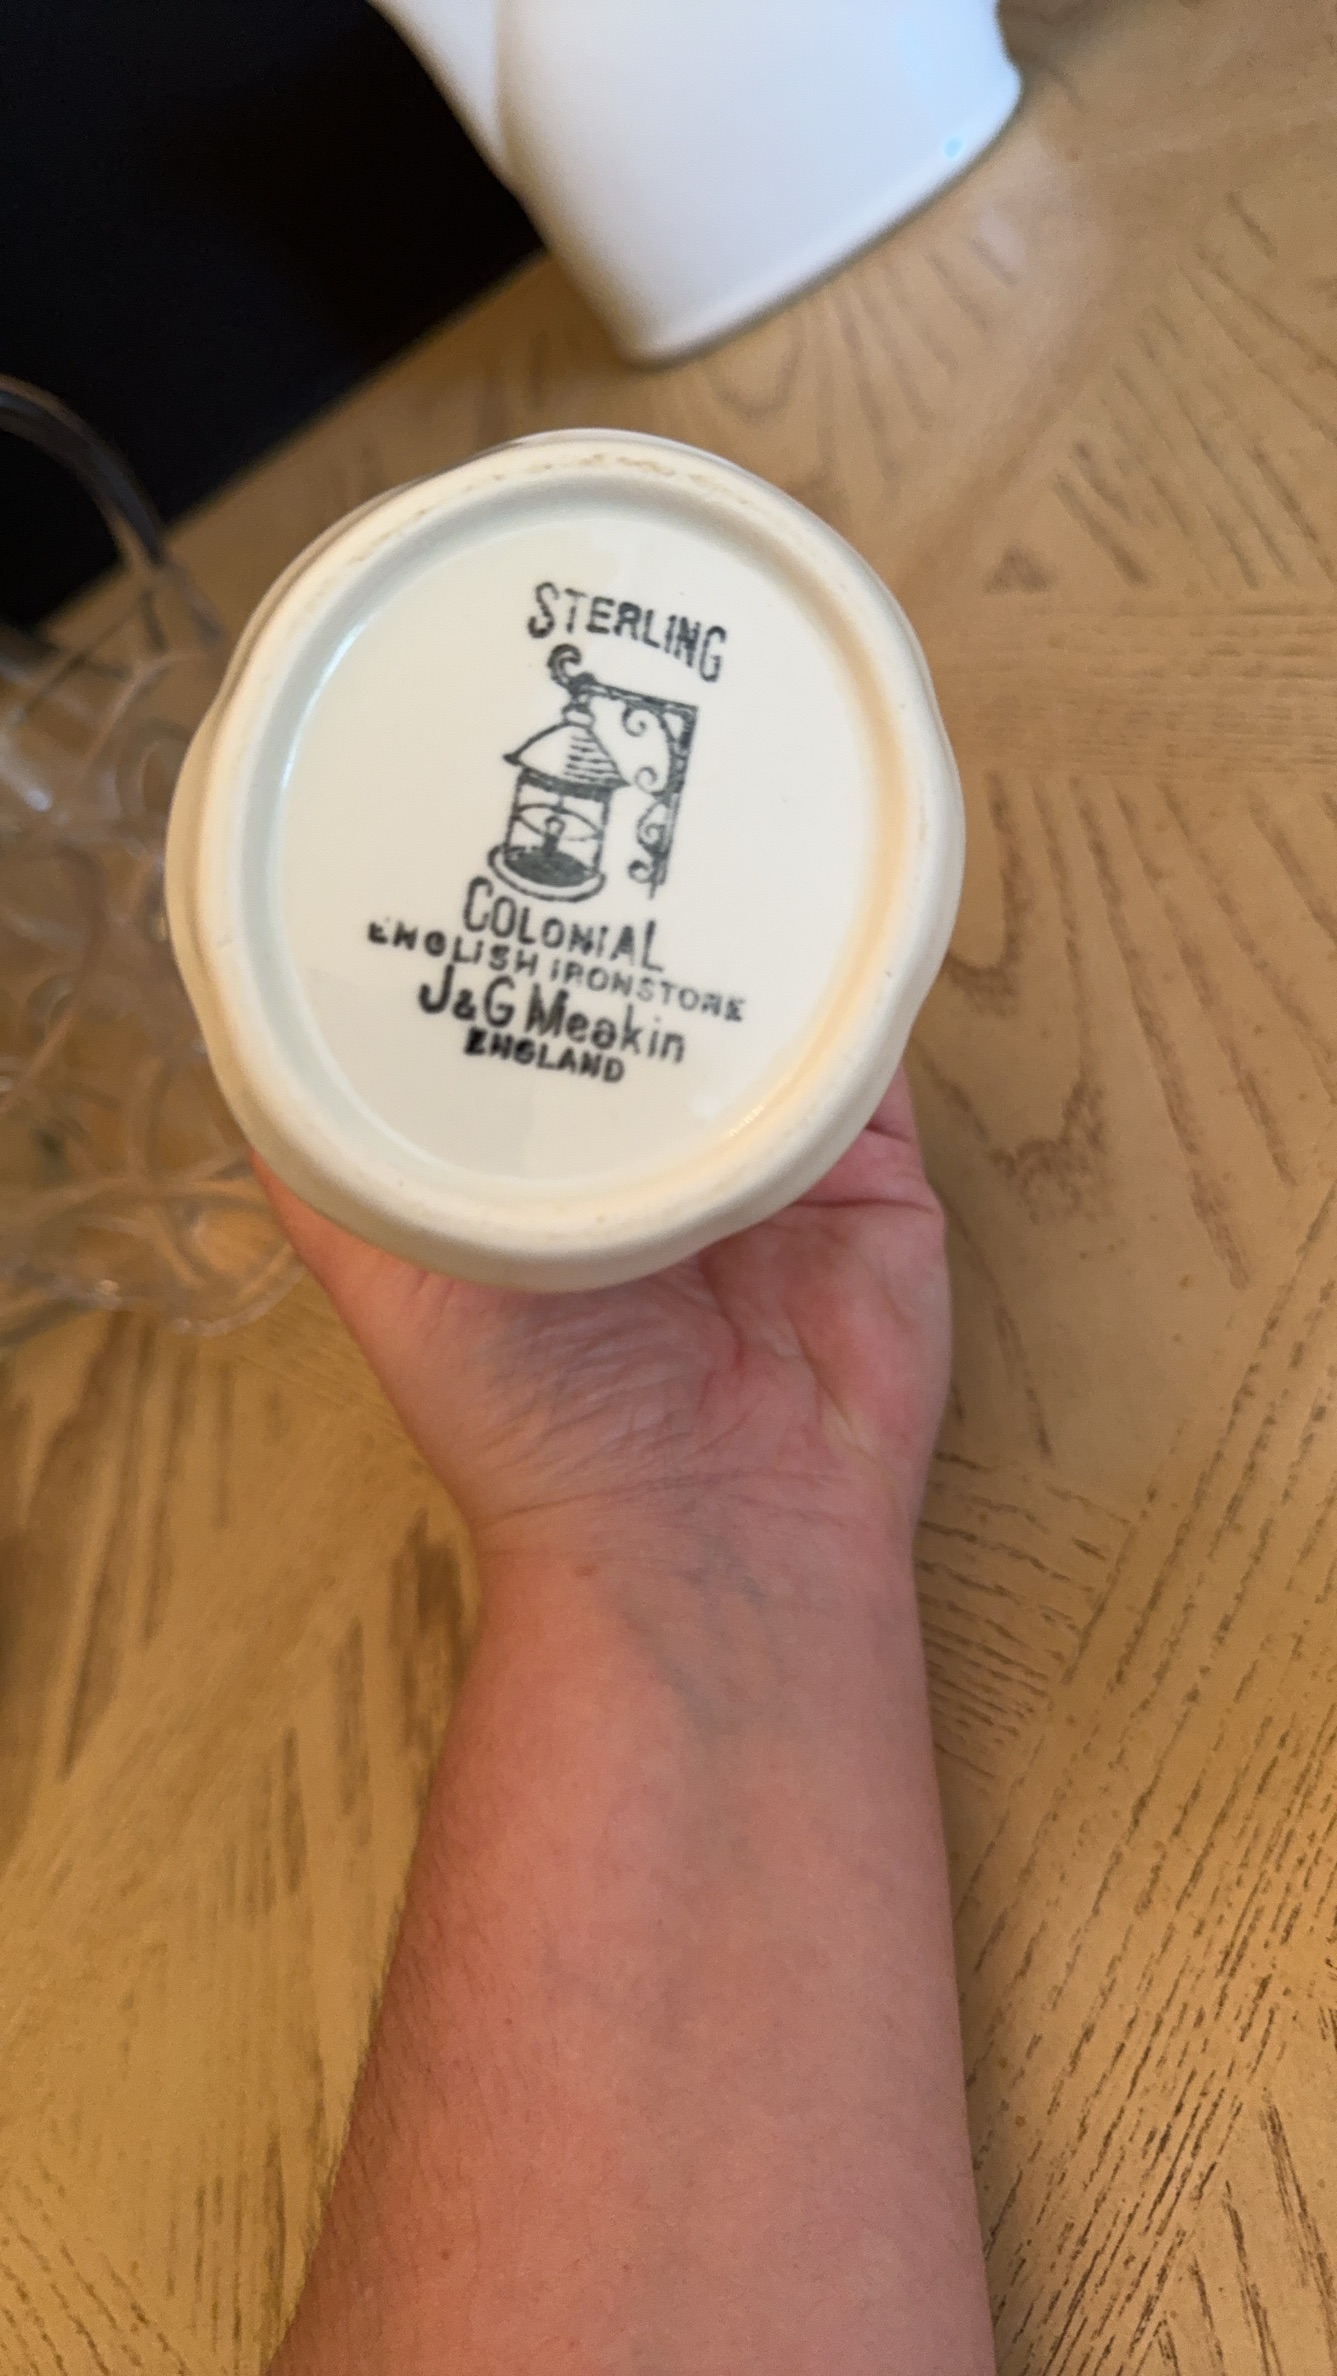 STERLING
COLONIAL
ENGLISH IRONSTONE
J&G Meakin
ENGLAND